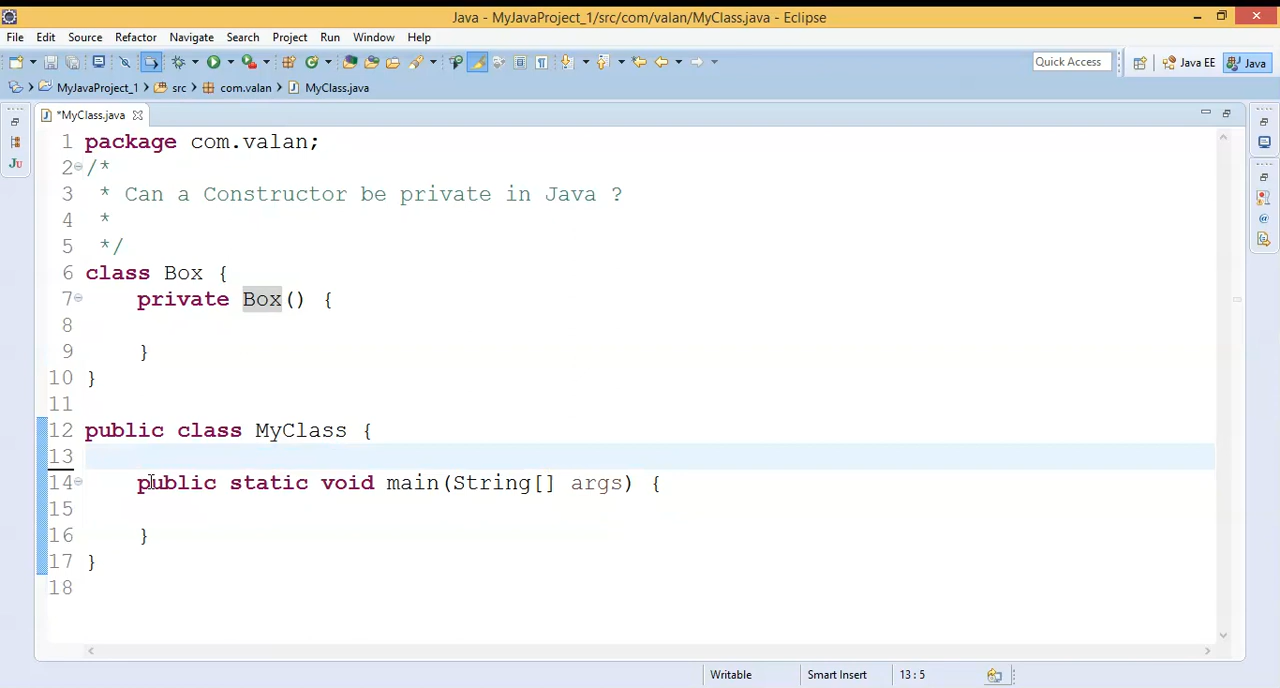 Java - MyJavaProject_1/src/com/valan/MyClass.java - Eclipse
File Edit Source Refactor Navigate Search Project Run Window Help
Quick Access Java EE Java
MyJavaProject_1 src com.valan MyClass.java
*MyClass.java
1 package com.valan;
2 /*
3 * Can a Constructor be private in Java ?
4 *
5 */
6 class Box {
7 private Box() {
8
9 }
10 }
11
12 public class MyClass {
13
14 public static void main(String[] args) {
15
16 }
17 }
18
Writable Smart Insert 13 : 5